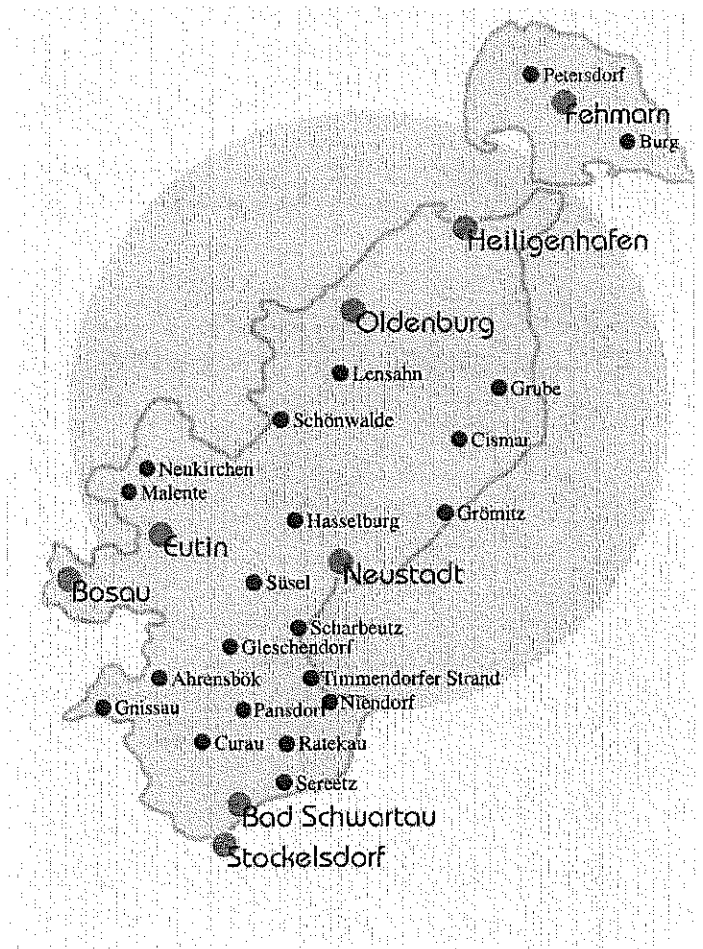 Petersdorf
Fehmarn
Burg
Heiligenhafen
Oldenburg
Lensahn
Grube
Schönwalde
Cismar
Neukirchen
Malente
Hasselburg
Grömitz
Eutin
Neustadt
Bosau
Süsel
Scharbeutz
Gleschendorf
Ahrensbök
Timmendorfer Strand
Gnissau
Pansdorf
Niendorf
Curau
Ratekau
Sereetz
Bad Schwartau
Stockelsdorf